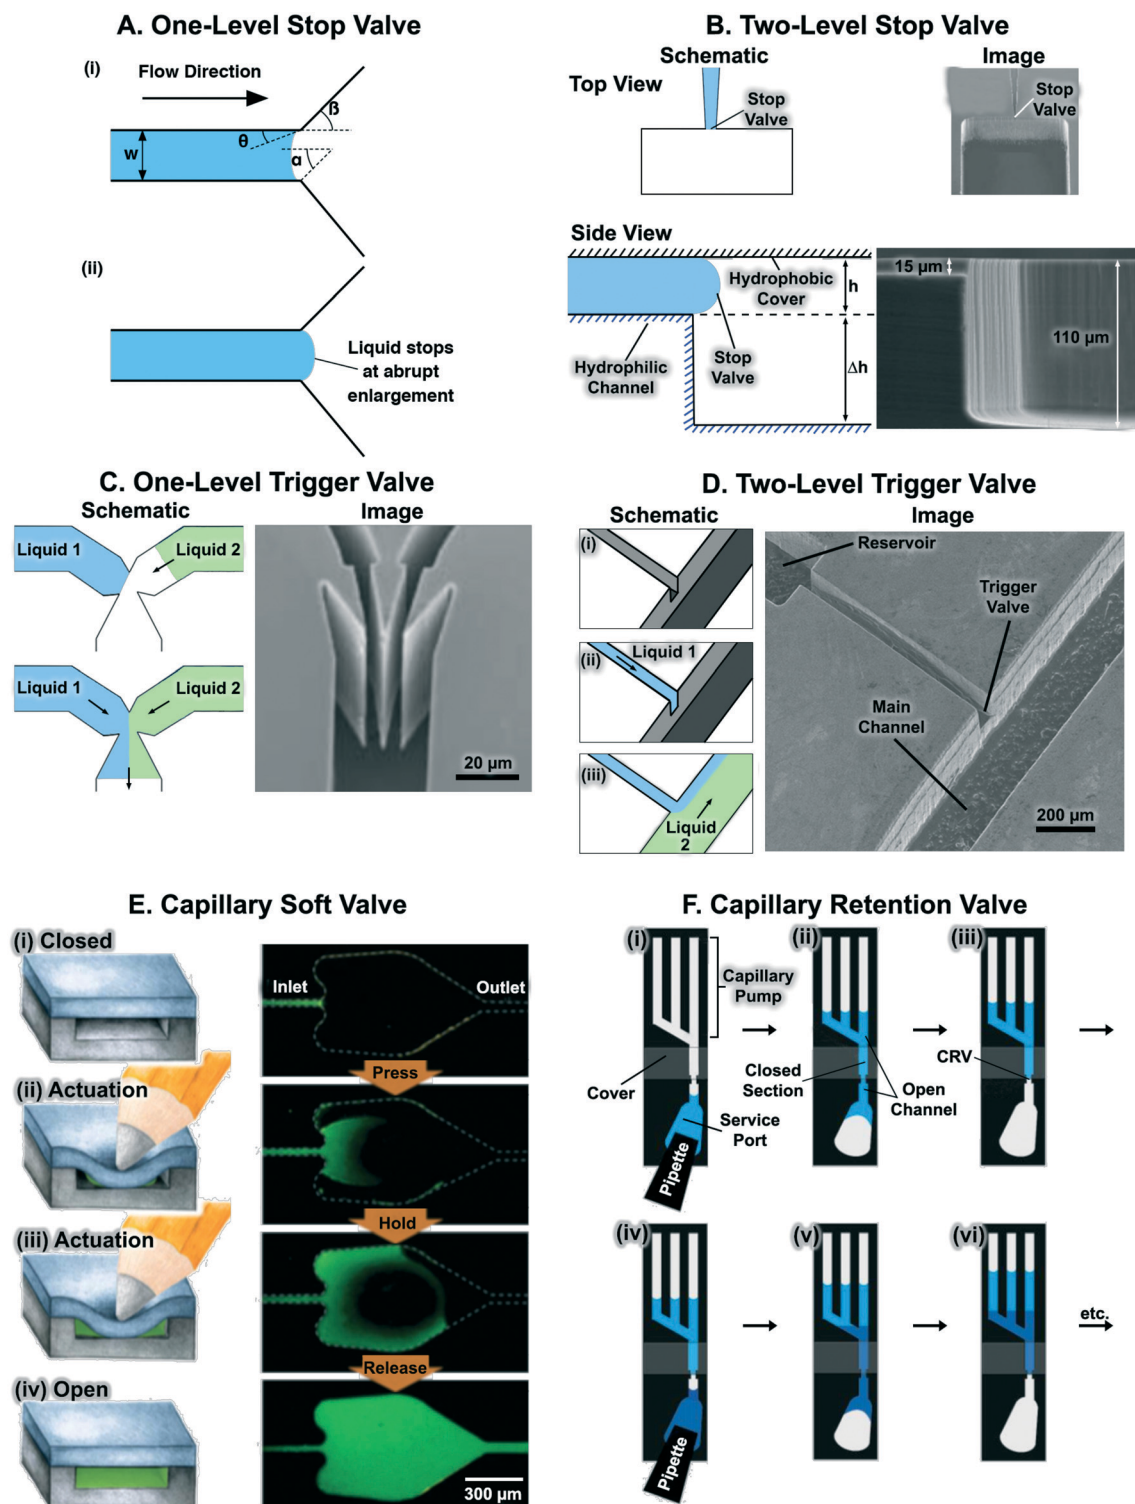 A. One-Level Stop Valve
(i)
Flow Direction
w
θ
α
ß
(ii)
Liquid stops
at abrupt
enlargement
B. Two-Level Stop Valve
Schematic
Image
Top View
Stop
Valve
Stop
Valve
Side View
Hydrophobic
Cover
h
Hydrophilic
Channel
Stop
Valve
Δh
15 µm
110 µm
C. One-Level Trigger Valve
Schematic
Image
Liquid 1
Liquid 2
Liquid 1
Liquid 2
20 µm
D. Two-Level Trigger Valve
Schematic
Image
(i)
(ii)
Liquid 1
(iii)
Liquid
2
Reservoir
Trigger
Valve
Main
Channel
200 µm
E. Capillary Soft Valve
(i) Closed
(ii) Actuation
(iii) Actuation
(iv) Open
Inlet
Outlet
Press
Hold
Release
300 µm
F. Capillary Retention Valve
(i)
Capillary
Pump
Cover
Service
Port
Pipette
(ii)
Closed
Section
Open
Channel
(iii)
CRV
(iv)
Pipette
(v)
(vi)
etc.